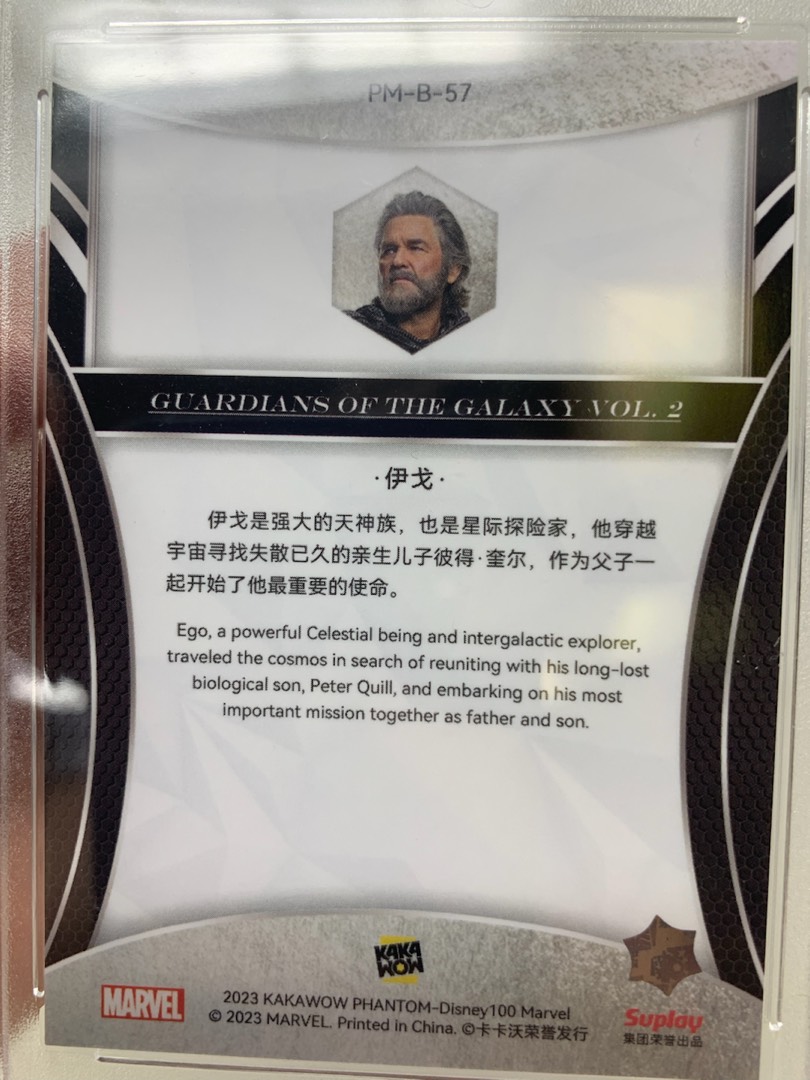 PM-B-57
GUARDIANS OF THE GALAXY VOL. 2
·伊戈·
伊戈是强大的天神族，也是星际探险家，他穿越
宇宙寻找失散已久的亲生儿子彼得·奎尔，作为父子一
起开始了他最重要的使命。
Ego, a powerful Celestial being and intergalactic explorer,
traveled the cosmos in search of reuniting with his long-lost
biological son, Peter Quill, and embarking on his most
important mission together as father and son.
KAKA
WOW
MARVEL
2023 KAKAWOW PHANTOM-Disney100 Marvel
© 2023 MARVEL. Printed in China. ©卡卡沃荣誉发行
Suplay
集团荣誉出品